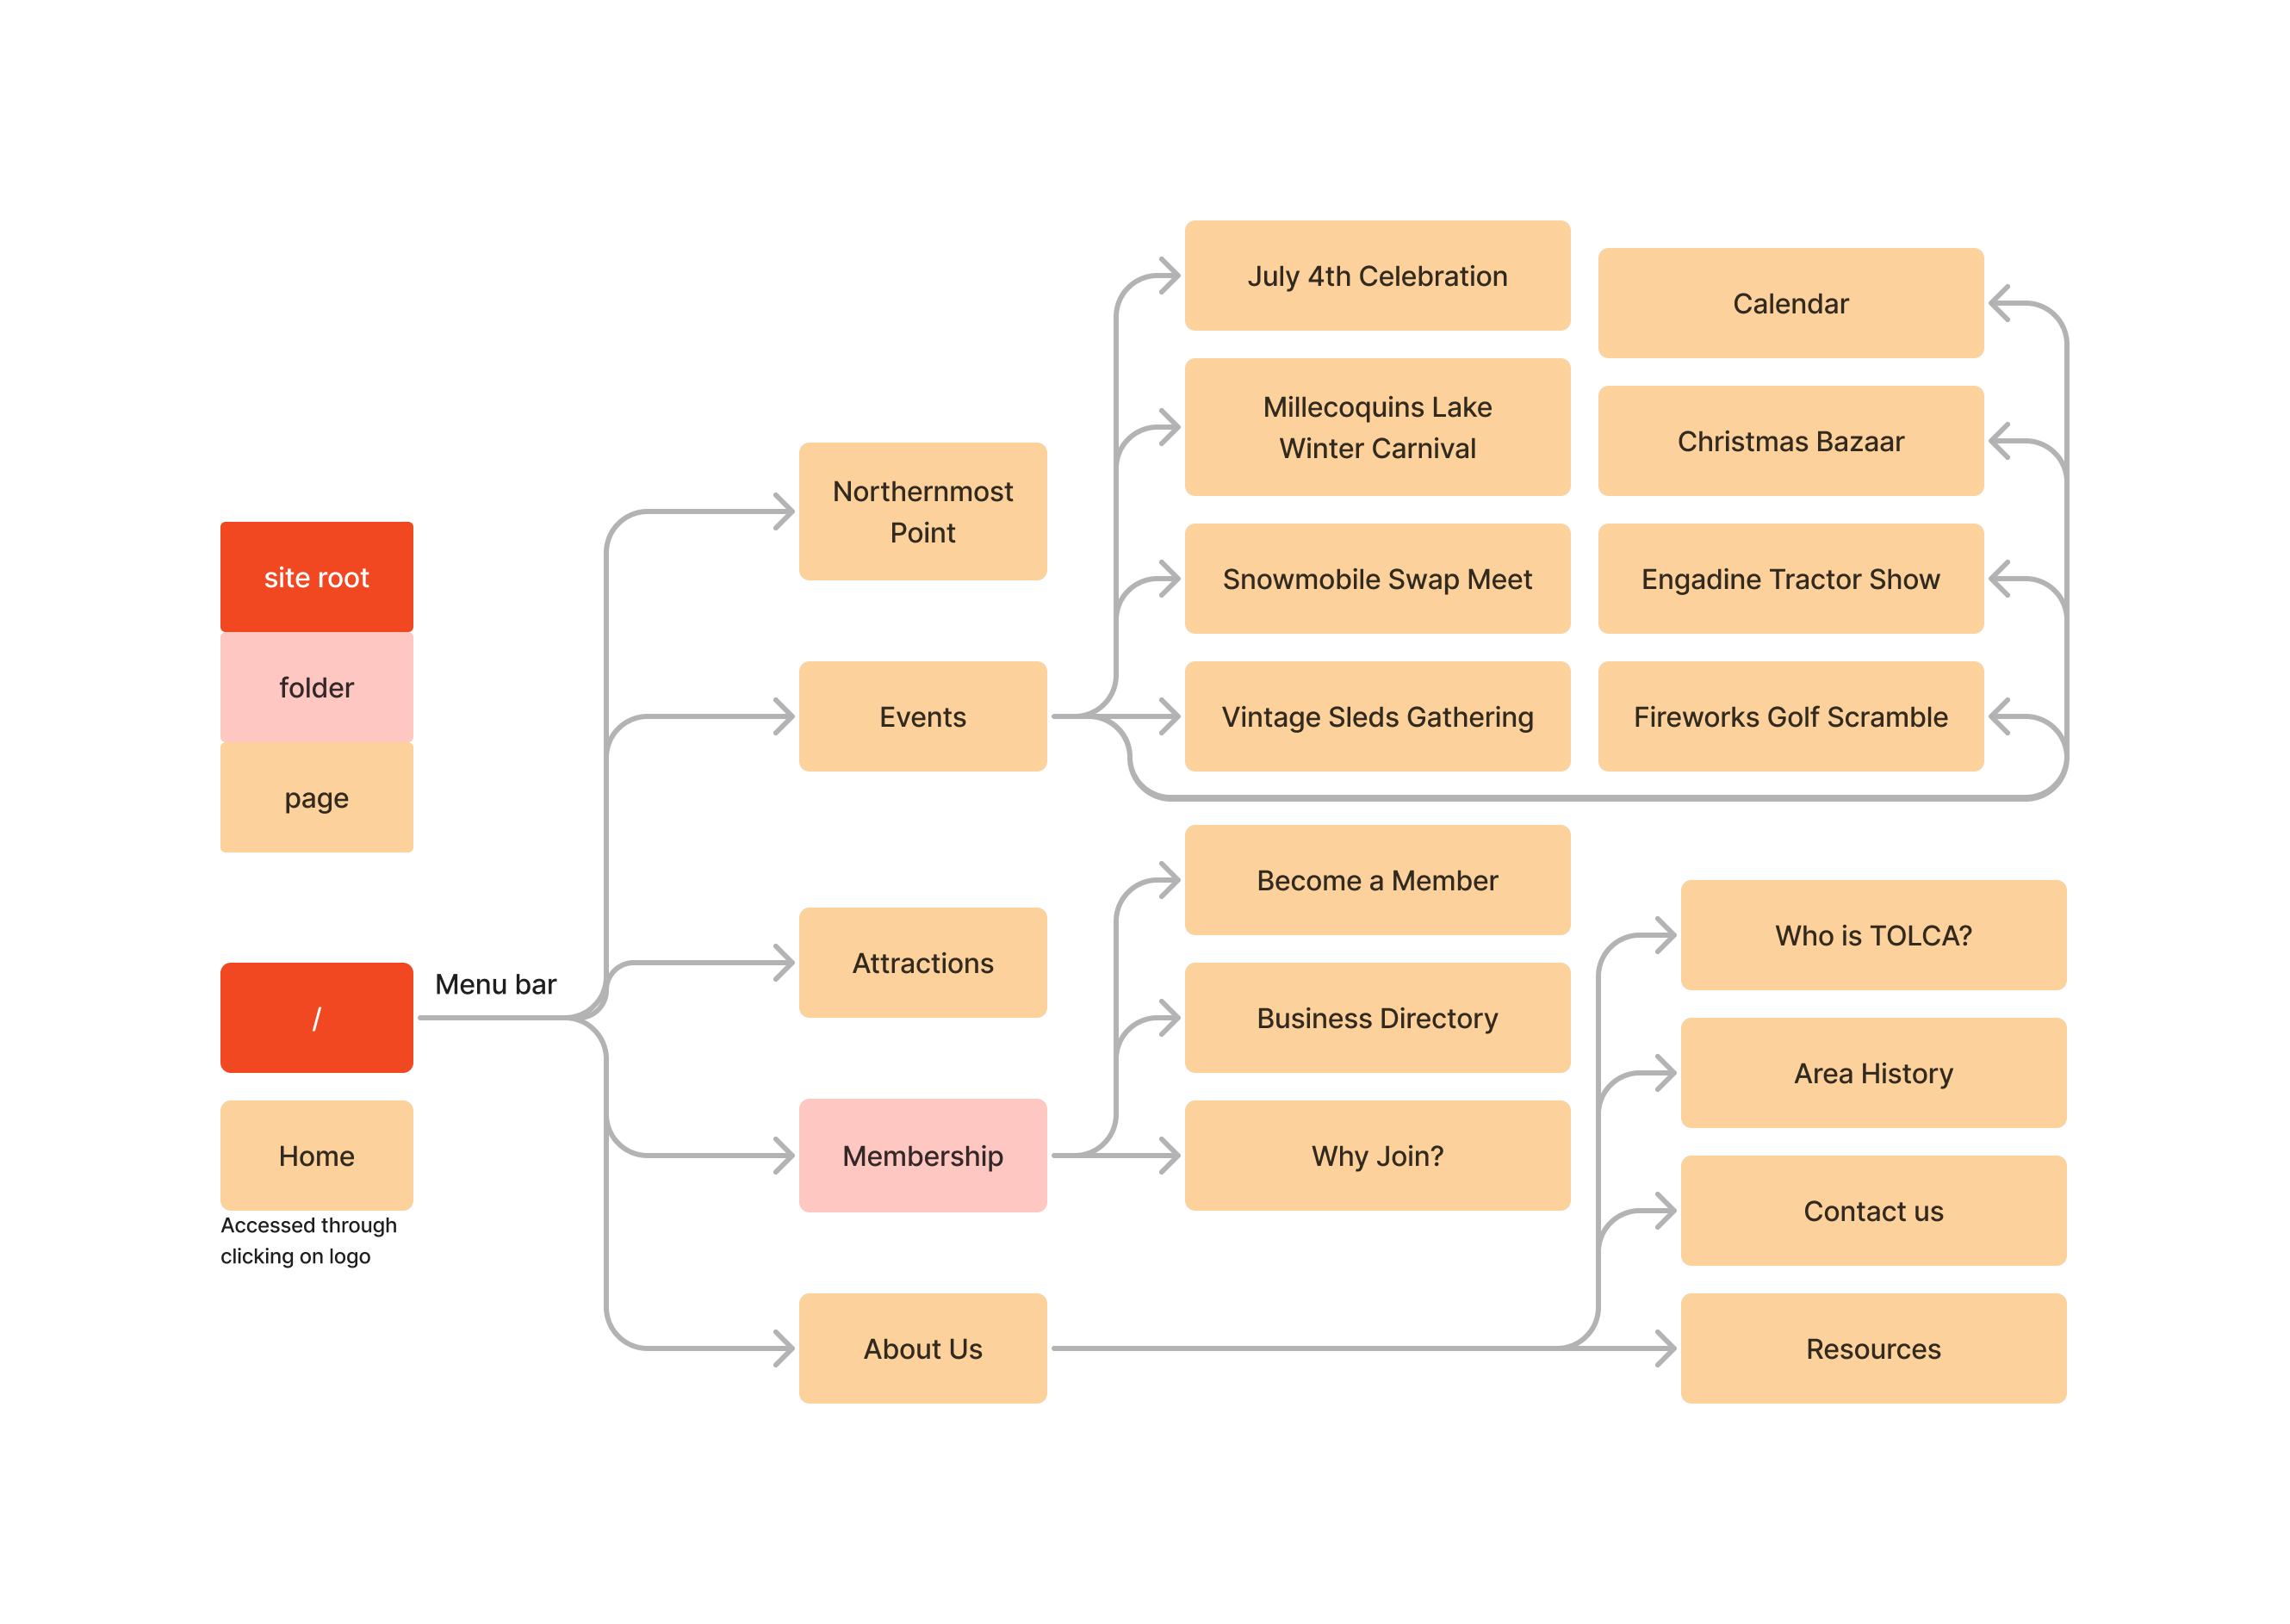 site root
folder
page
/
Menu bar
Home
Accessed through
clicking on logo
Northernmost
Point
Events
Attractions
Membership
About Us
July 4th Celebration
Millecoquins Lake
Winter Carnival
Snowmobile Swap Meet
Vintage Sleds Gathering
Calendar
Christmas Bazaar
Engadine Tractor Show
Fireworks Golf Scramble
Become a Member
Business Directory
Why Join?
Who is TOLCA?
Area History
Contact us
Resources